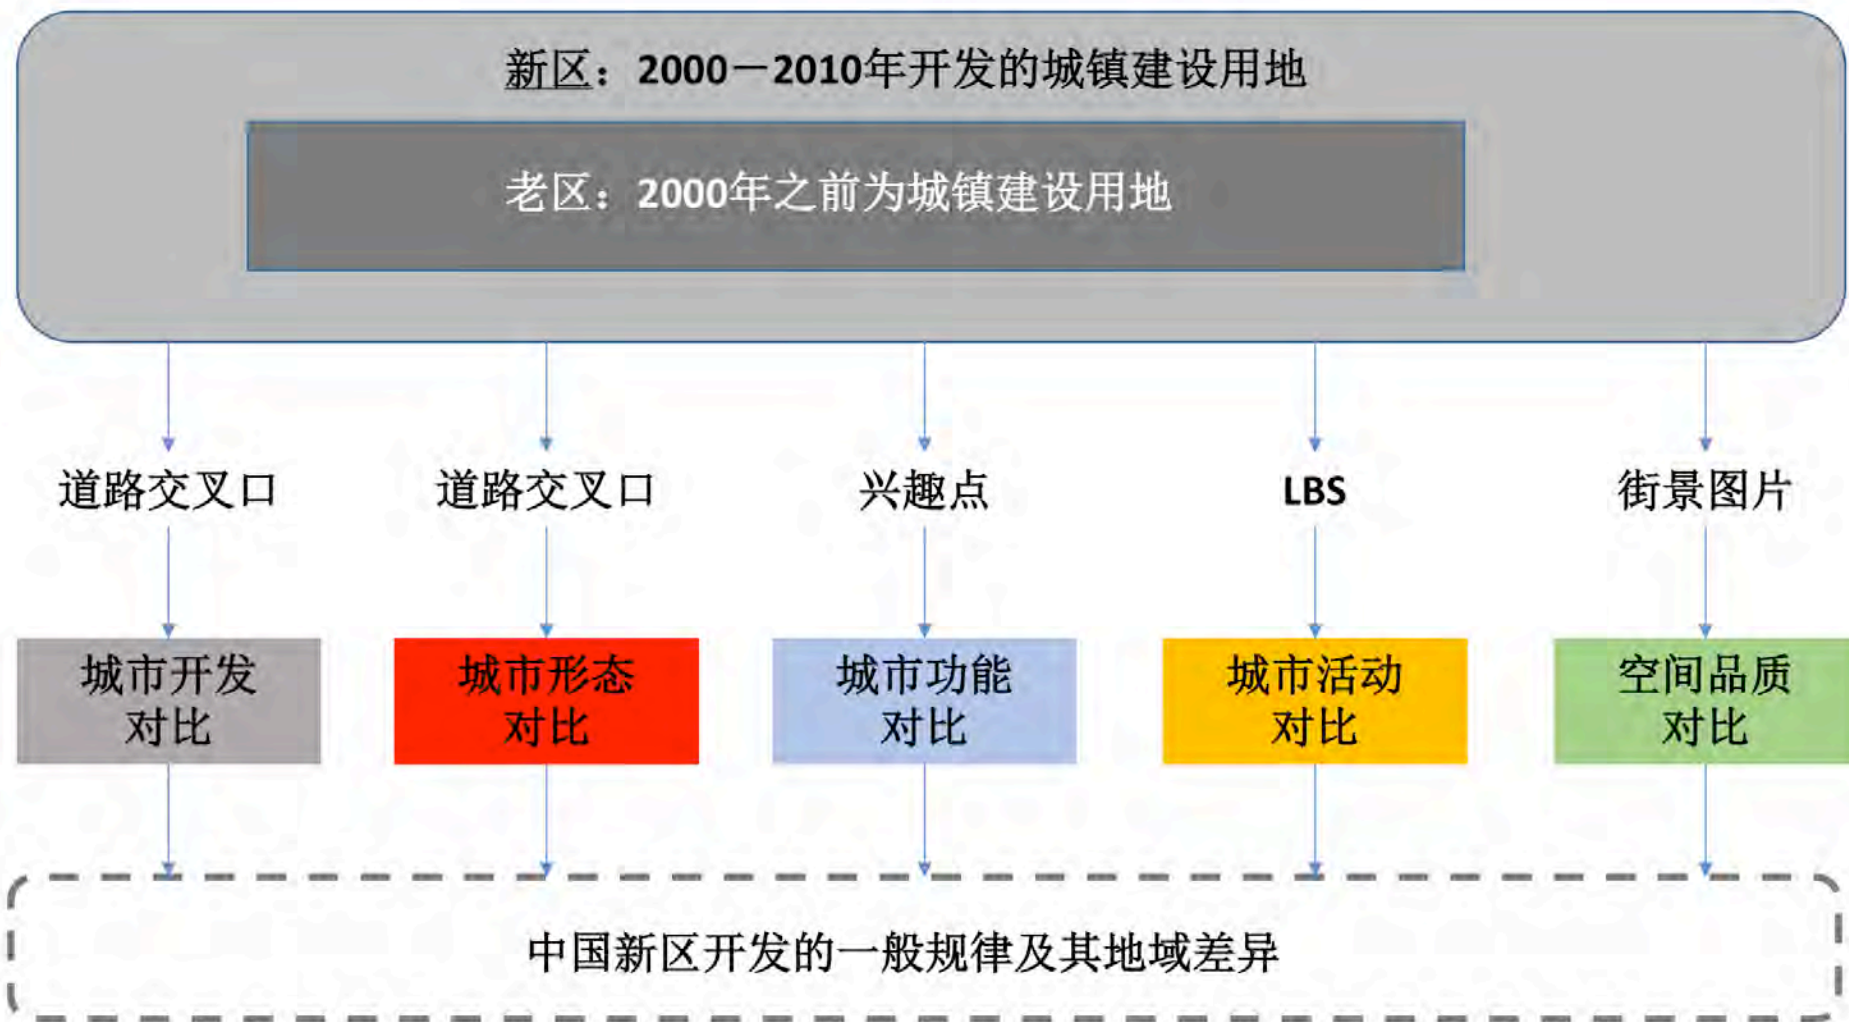 新区：2000－2010年开发的城镇建设用地
老区：2000年之前为城镇建设用地
道路交叉口
道路交叉口
兴趣点
LBS
街景图片
城市开发
对比
城市形态
对比
城市功能
对比
城市活动
对比
空间品质
对比
中国新区开发的一般规律及其地域差异